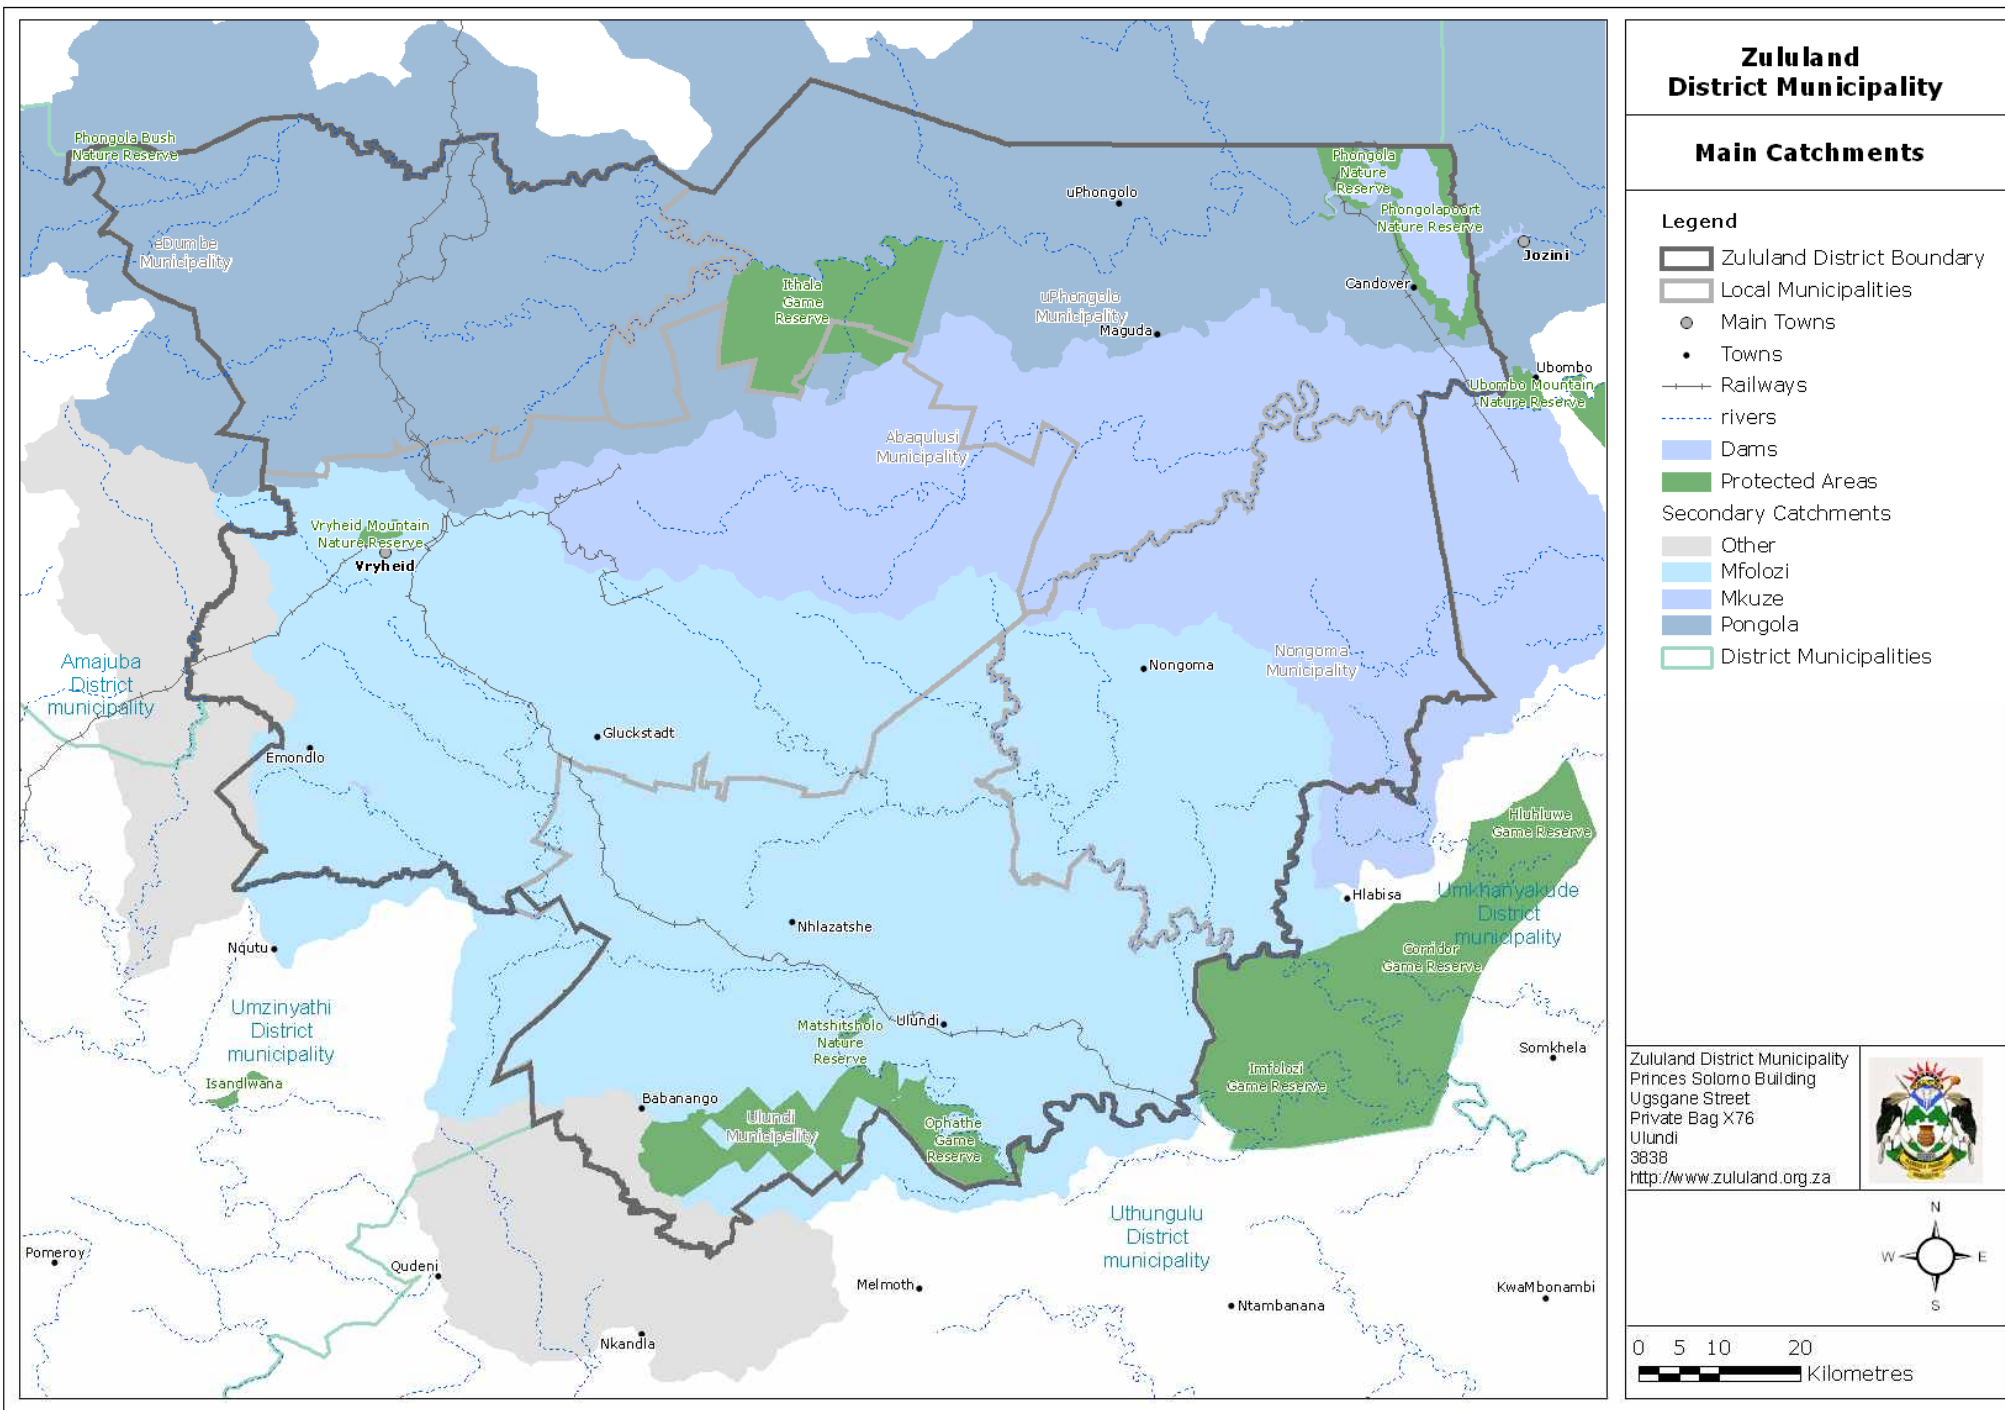 Zululand
District Municipality
Main Catchments
Legend
Zululand District Boundary
Local Municipalities
Main Towns
Towns
Railways
rivers
Dams
Protected Areas
Secondary Catchments
Other
Mfolozi
Mkuze
Pongola
District Municipalities
Zululand District Municipality
Princes Solomo Building
Ugsgane Street
Private Bag X76
Ulundi
3838
http://www.zululand.org.za
N
W
E
S
0 5 10 20
Kilometres
Phongola Bush
Nature Reserve
eDumbe
Municipality
uPhongolo
Phongola
Nature
Reserve
Phongolapoort
Nature Reserve
Jozini
Ithala
Game
Reserve
Candover
uPhongolo
Municipality
Maguda
Ubombo
Ubombo Mountain
Nature Reserve
Abaqulusi
Municipality
Vryheid Mountain
Nature Reserve
Vryheid
Amajuba
District
municipality
Nongoma
Nongoma
Municipality
Gluckstadt
Emondlo
Hluhluwe
Game Reserve
Hlabisa
Umkhanyakude
District
municipality
Nhlazatshe
Nqutu
Corridor
Game Reserve
Umzinyathi
District
municipality
Matshitsholo
Nature
Reserve
Ulundi
Somkhela
Isandlwana
Imfolozi
Game Reserve
Babanango
Ulundi
Municipality
Ophathe
Game
Reserve
Uthungulu
District
municipality
Pomeroy
Qudeni
Melmoth
KwaMbonambi
Ntambanana
Nkandla